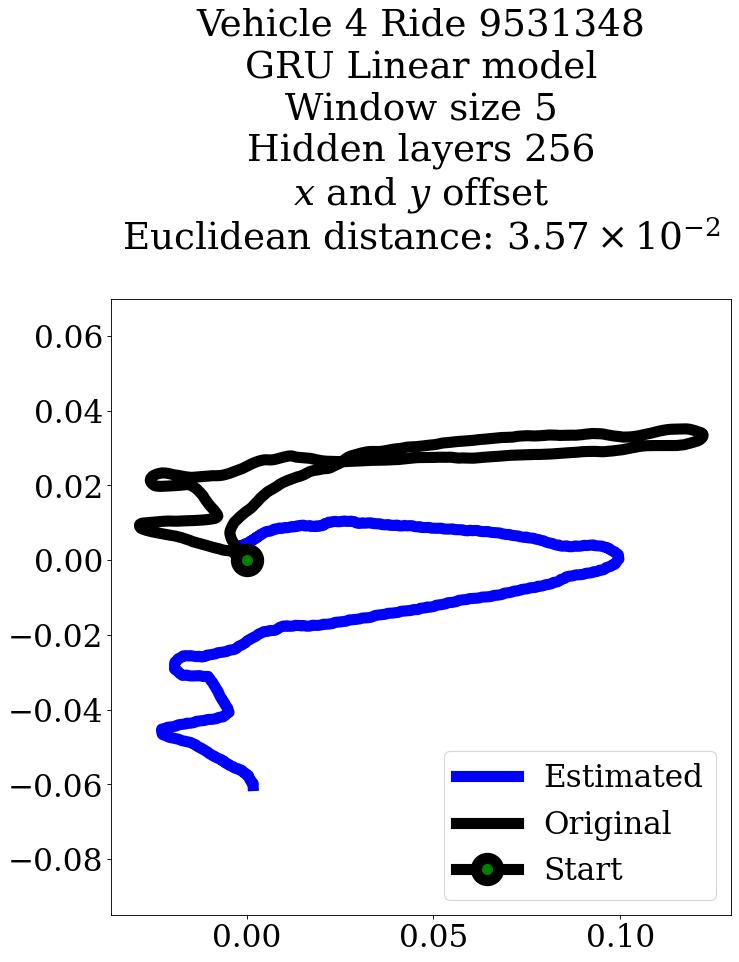 Vehicle 4 Ride 9531348
GRU Linear model
Window size 5
Hidden layers 256
x and y offset
Euclidean distance: 3.57 × 10⁻²
0.06
0.04
0.02
0.00
−0.02
−0.04
−0.06
−0.08
Estimated
Original
Start
0.00 0.05 0.10